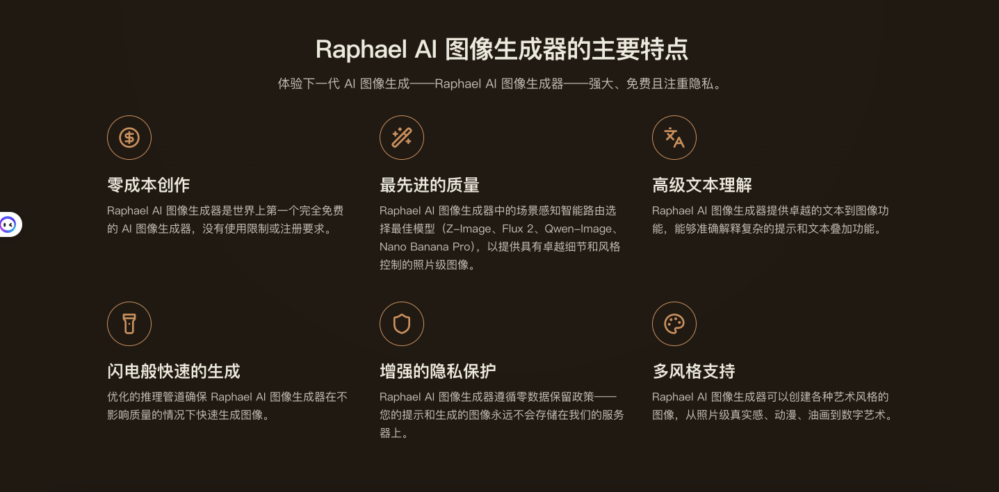 Raphael AI 图像生成器的主要特点
体验下一代 AI 图像生成——Raphael AI 图像生成器——强大、免费且注重隐私。
零成本创作
Raphael AI 图像生成器是世界上第一个完全免费
的 AI 图像生成器，没有使用限制或注册要求。
最先进的质量
Raphael AI 图像生成器中的场景感知智能路由选
择最佳模型（Z-Image、Flux 2、Qwen-Image、
Nano Banana Pro），以提供具有卓越细节和风格
控制的照片级图像。
高级文本理解
Raphael AI 图像生成器提供卓越的文本到图像功
能，能够准确解释复杂的提示和文本叠加功能。
闪电般快速的生成
优化的推理管道确保 Raphael AI 图像生成器在不
影响质量的情况下快速生成图像。
增强的隐私保护
Raphael AI 图像生成器遵循零数据保留政策——
您的提示和生成的图像永远不会存储在我们的服务
器上。
多风格支持
Raphael AI 图像生成器可以创建各种艺术风格的
图像，从照片级真实感、动漫、油画到数字艺术。